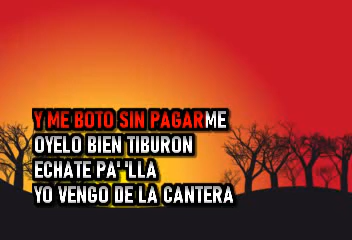 Y ME BOTO SIN PAGARME
OYELO BIEN TIBURON
ECHATE PA'´LLA
YO VENGO DE LA CANTERA